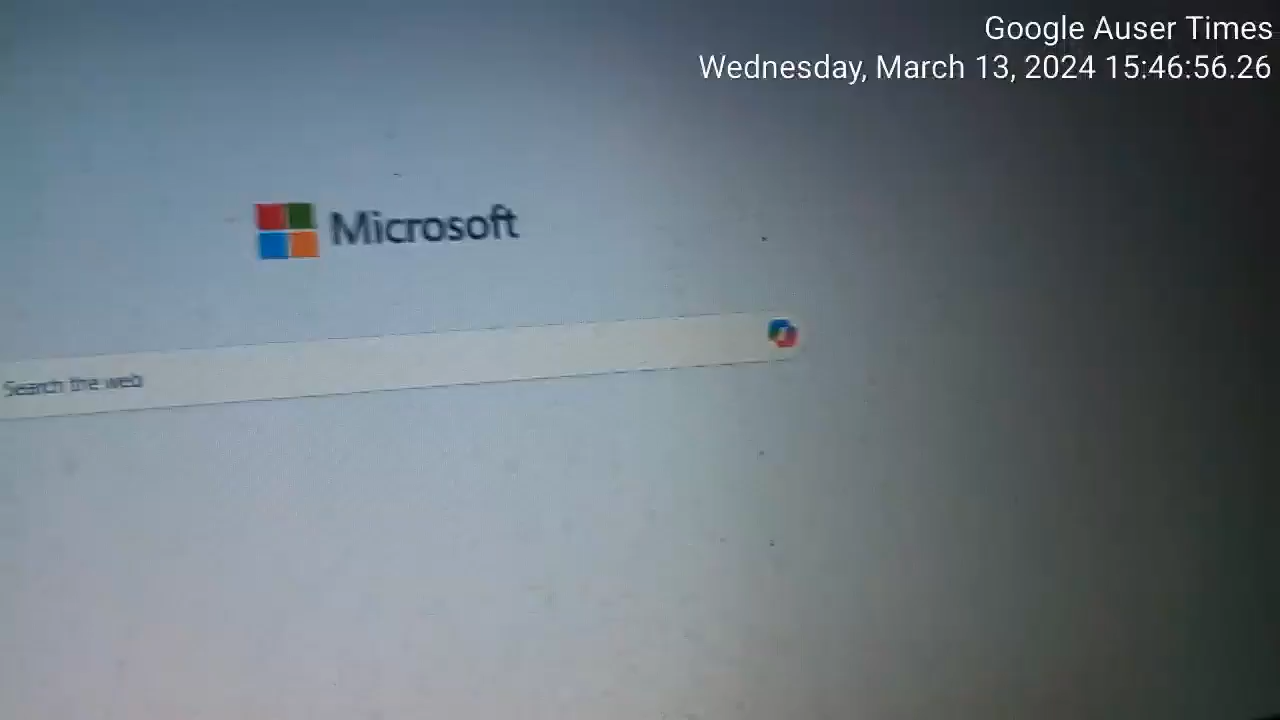 Google Auser Times
Wednesday, March 13, 2024 15:46:56.26
Microsoft
Search the web